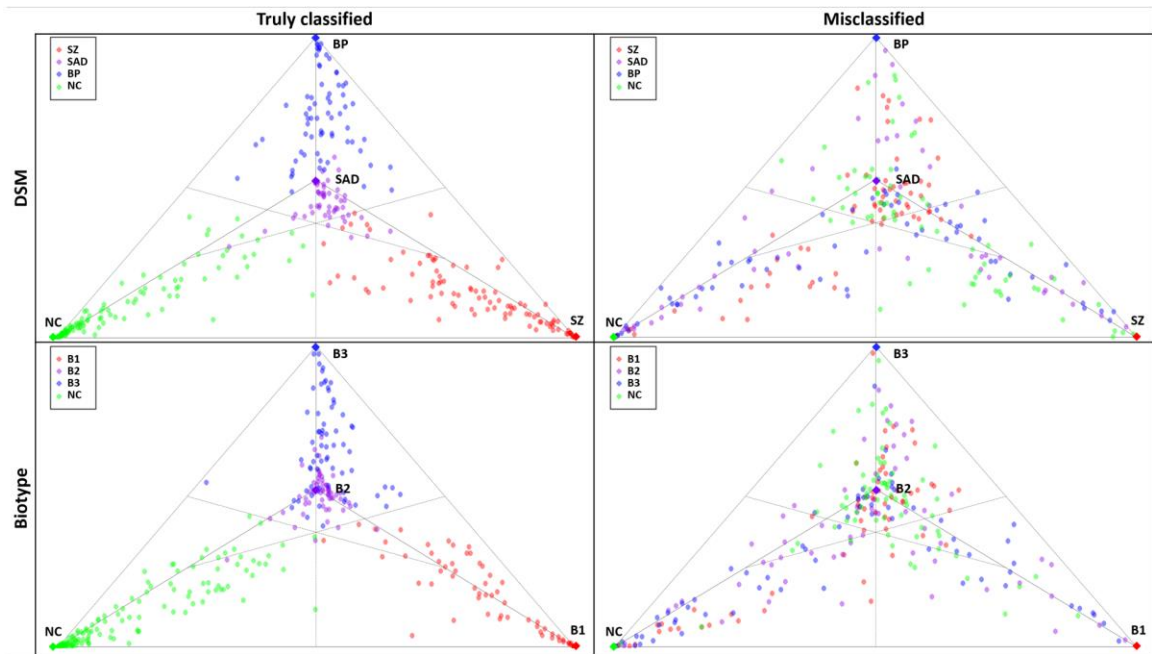 Truly classified
Misclassified
DSM
SZ
SAD
BP
NC
BP
SAD
NC
SZ
SZ
SAD
BP
NC
BP
SAD
NC
SZ
Biotype
B1
B2
B3
NC
B3
B2
NC
B1
B1
B2
B3
NC
B3
B2
NC
B1